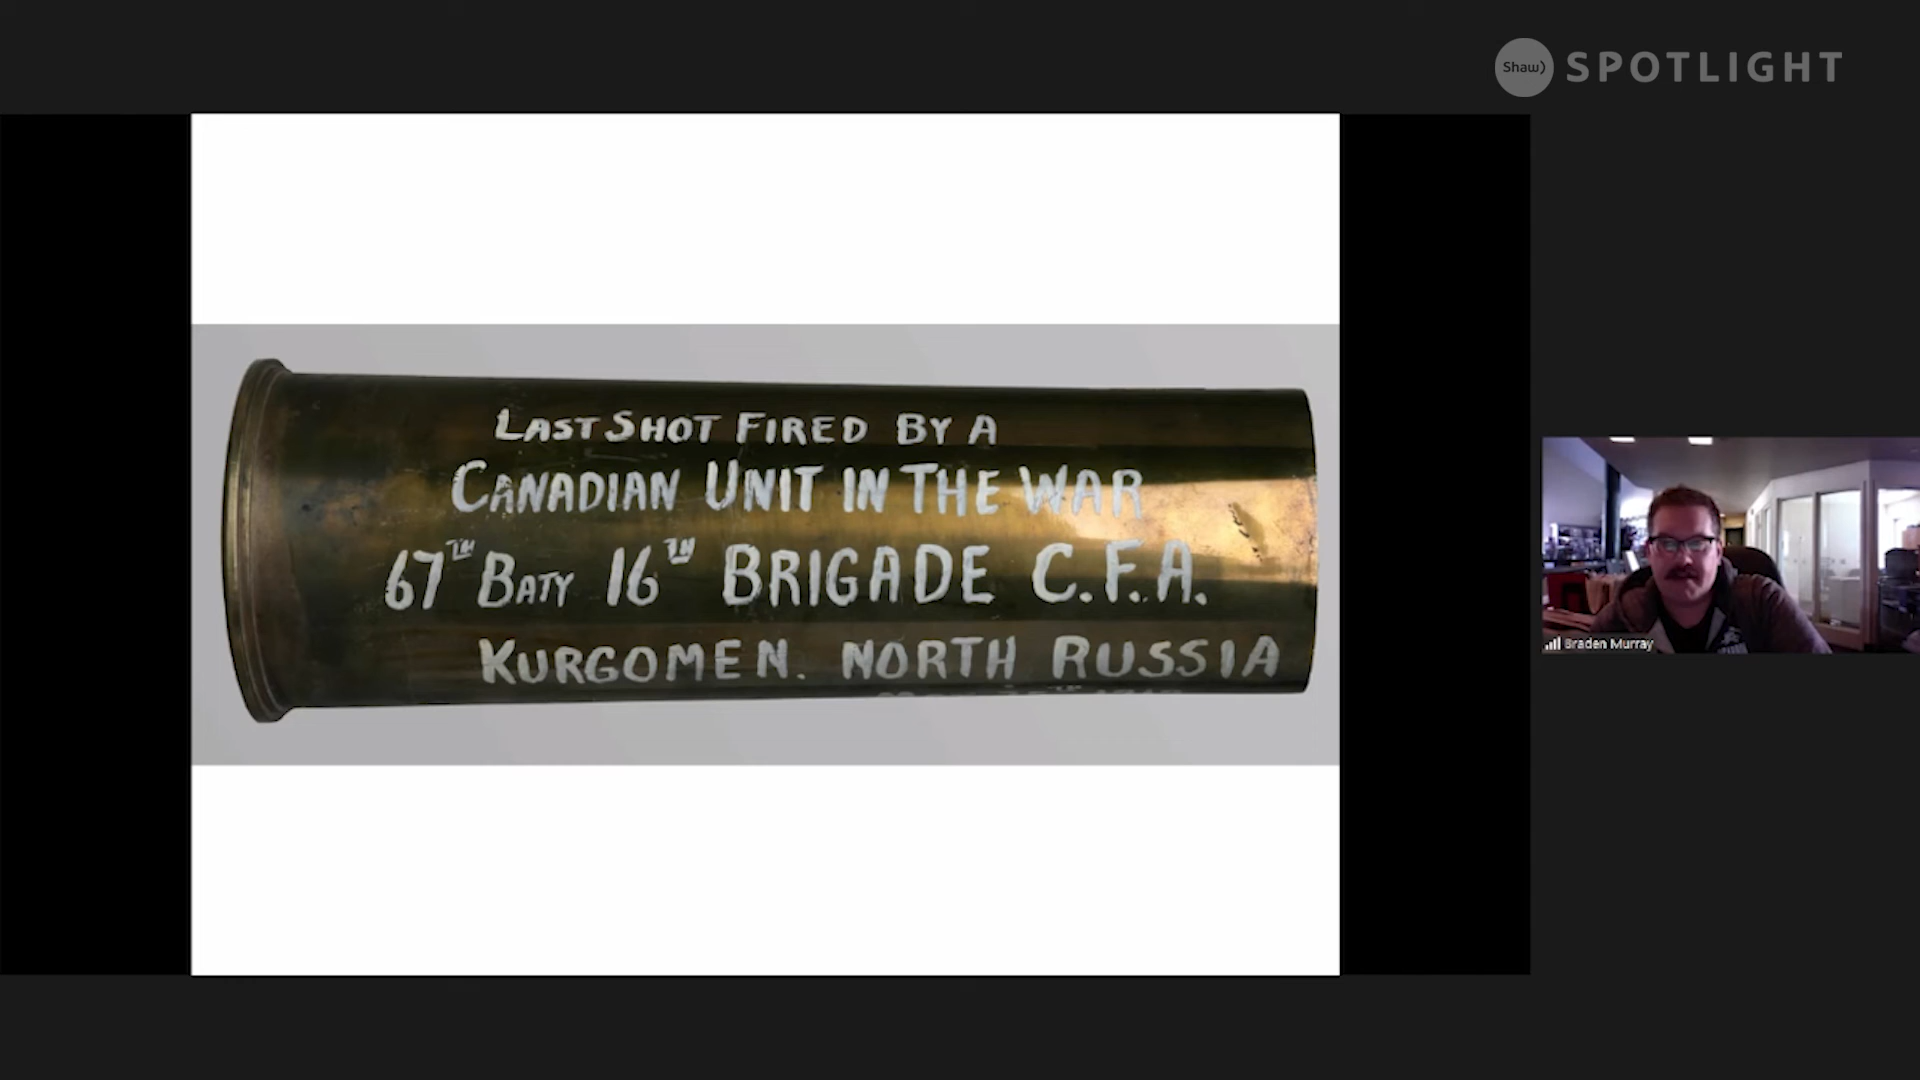 Shaw) SPOTLIGHT
LAST SHOT FIRED BY A
CANADIAN UNIT IN THE WAR
67TH BATY 16TH BRIGADE C.F.A.
KURGOMEN. NORTH RUSSIA
Braden Murray